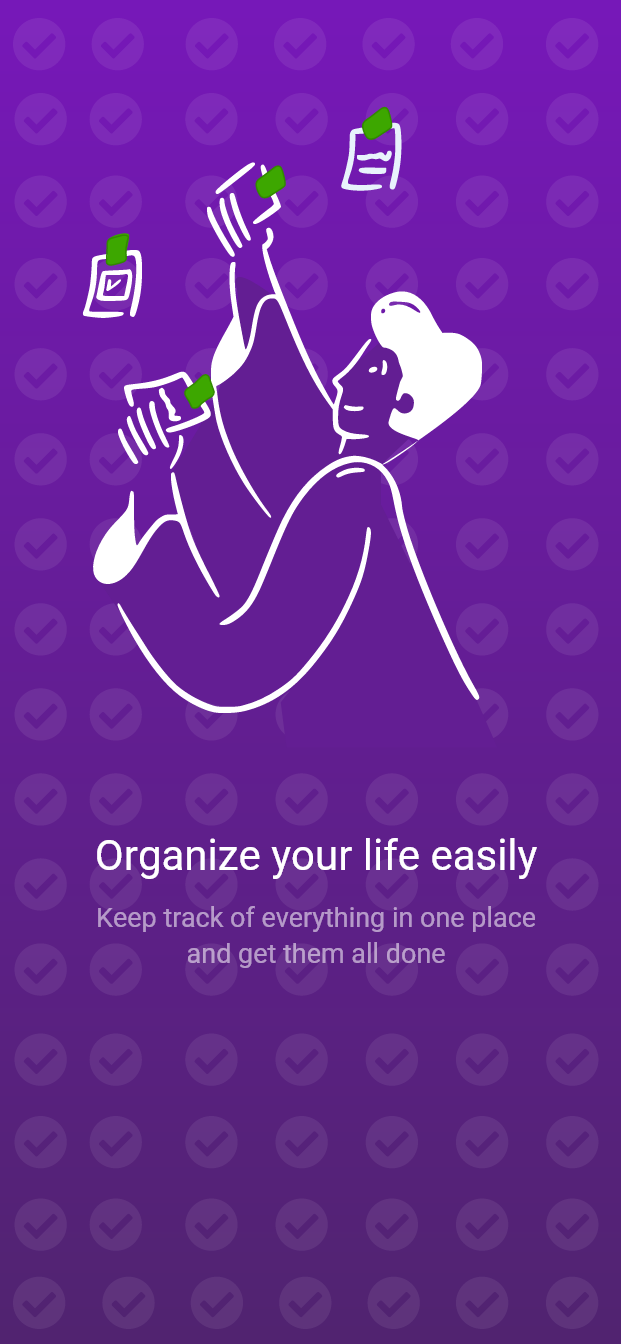 Organize your life easily
Keep track of everything in one place
and get them all done